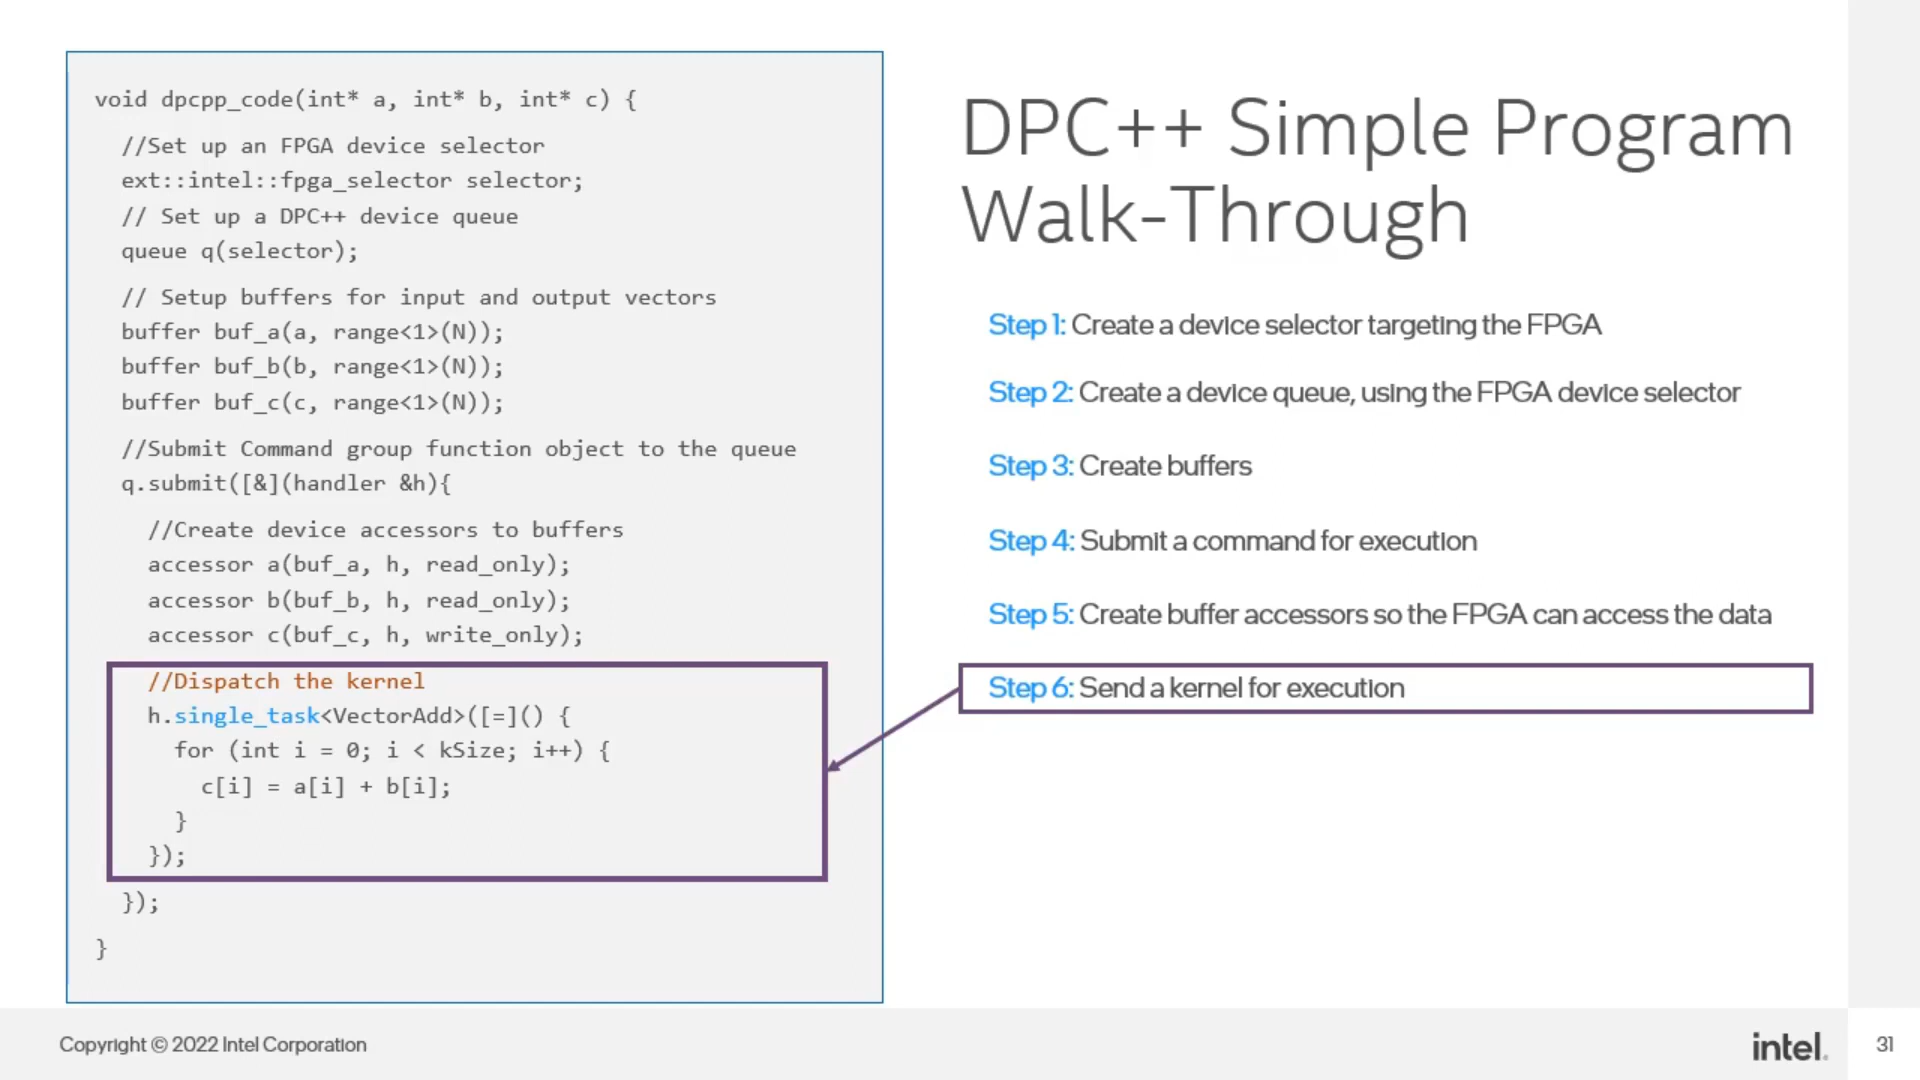 void dpcpp_code(int* a, int* b, int* c) {
//Set up an FPGA device selector
ext::intel::fpga_selector selector;
// Set up a DPC++ device queue
queue q(selector);
// Setup buffers for input and output vectors
buffer buf_a(a, range<1>(N));
buffer buf_b(b, range<1>(N));
buffer buf_c(c, range<1>(N));
//Submit Command group function object to the queue
q.submit([&](handler &h){
//Create device accessors to buffers
accessor a(buf_a, h, read_only);
accessor b(buf_b, h, read_only);
accessor c(buf_c, h, write_only);
//Dispatch the kernel
h.single_task<VectorAdd>([=]() {
for (int i = 0; i < kSize; i++) {
c[i] = a[i] + b[i];
}
});
});
}
DPC++ Simple Program
Walk-Through
Step 1: Create a device selector targeting the FPGA
Step 2: Create a device queue, using the FPGA device selector
Step 3: Create buffers
Step 4: Submit a command for execution
Step 5: Create buffer accessors so the FPGA can access the data
Step 6: Send a kernel for execution
Copyright © 2022 Intel Corporation
intel.
31